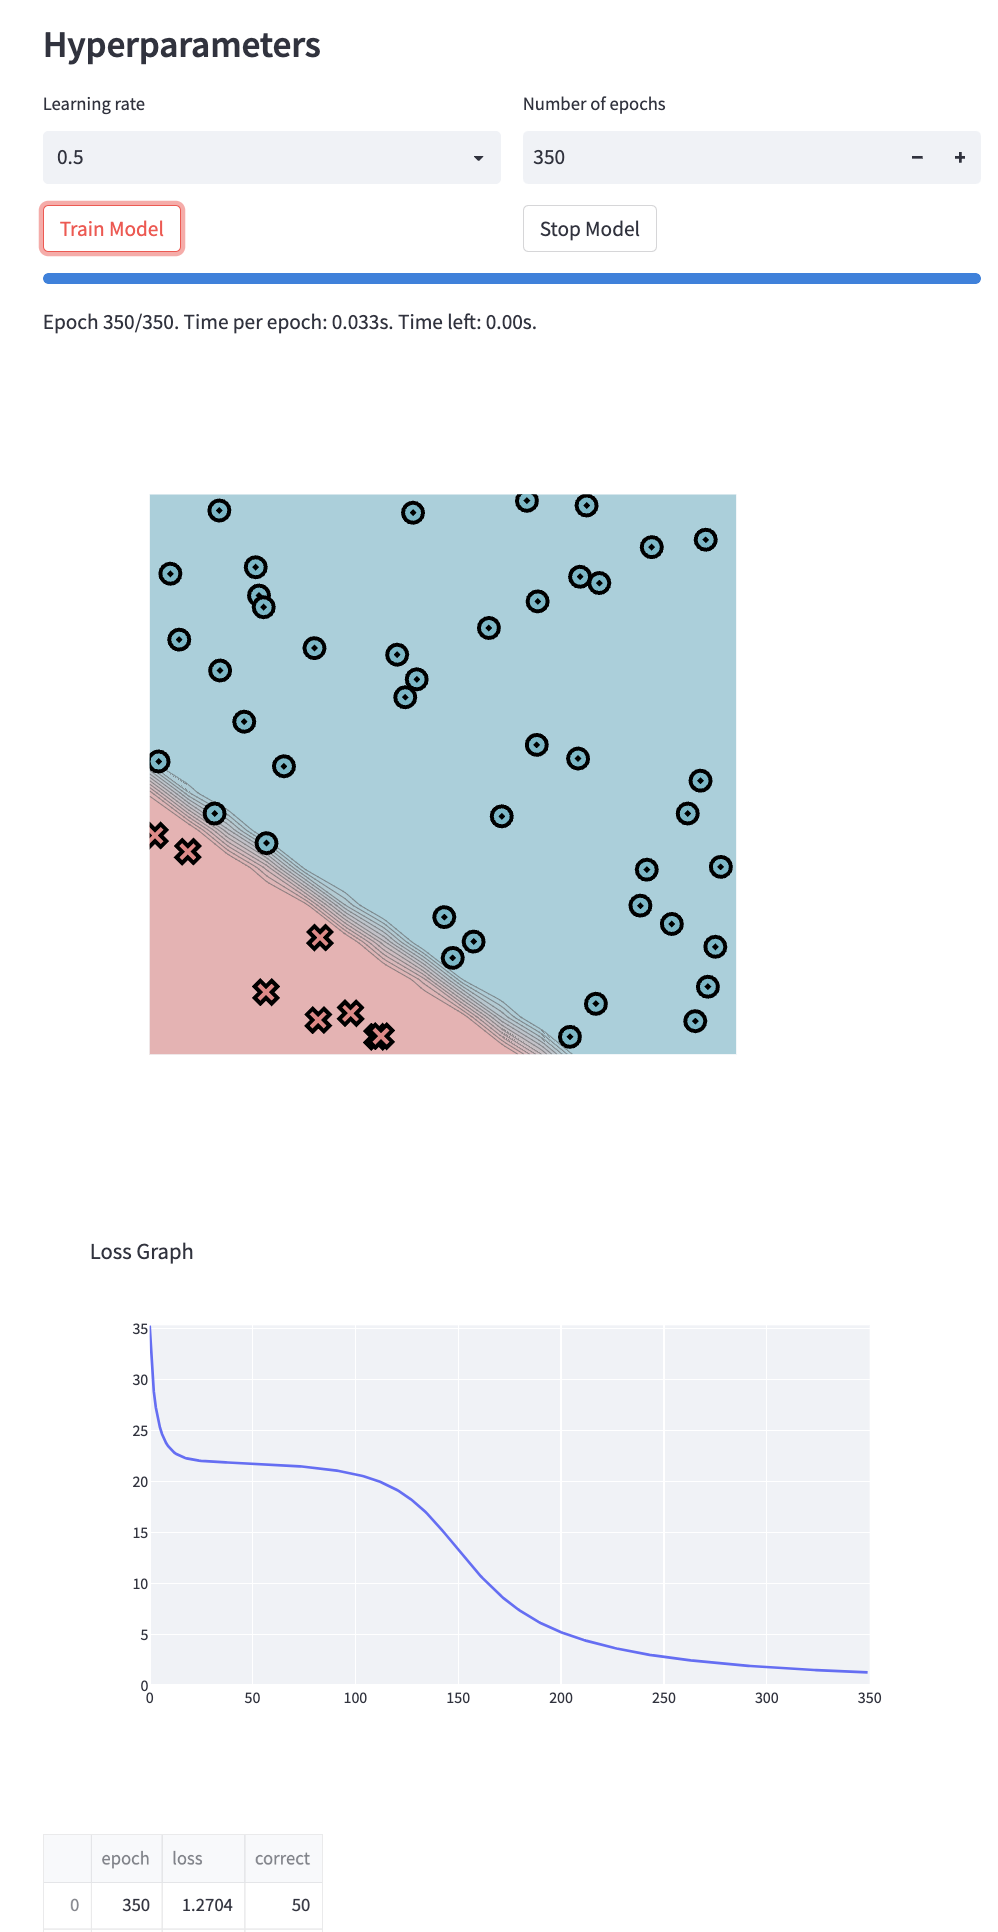 Hyperparameters
Learning rate
Number of epochs
0.5
350
Train Model
Stop Model
Epoch 350/350. Time per epoch: 0.033s. Time left: 0.00s.
Loss Graph
35
30
25
20
15
10
5
0
0 50 100 150 200 250 300 350
epoch loss correct
0 350 1.2704 50